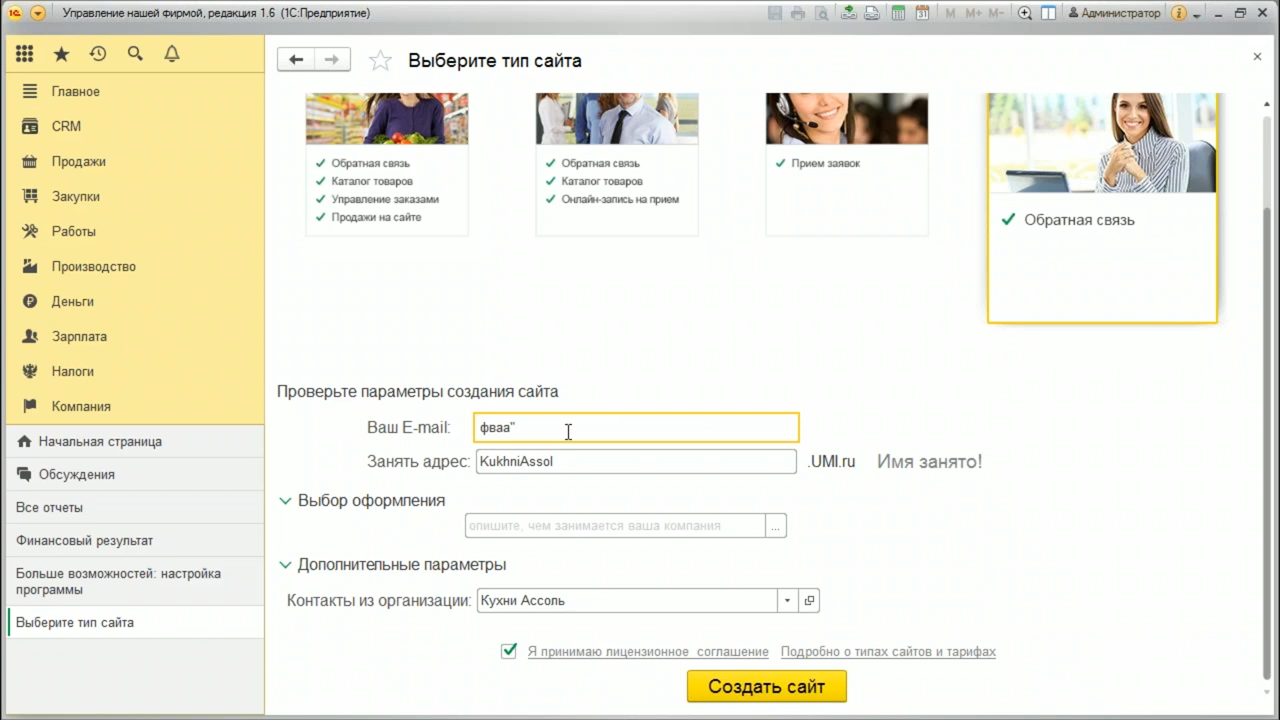 Управление нашей фирмой, редакция 1.6 (1С:Предприятие)
M M+ M- Администратор
Главное
CRM
Продажи
Закупки
Работы
Производство
Деньги
Зарплата
Налоги
Компания
Начальная страница
Обсуждения
Все отчеты
Финансовый результат
Больше возможностей: настройка
программы
Выберите тип сайта
Выберите тип сайта
Обратная связь
Каталог товаров
Управление заказами
Продажи на сайте
Обратная связь
Каталог товаров
Онлайн-запись на прием
Прием заявок
Обратная связь
Проверьте параметры создания сайта
Ваш E-mail: фваа"
Занять адрес: KukhniAssol .UMI.ru Имя занято!
Выбор оформления
опишите, чем занимается ваша компания ...
Дополнительные параметры
Контакты из организации: Кухни Ассоль
Я принимаю лицензионное соглашение Подробно о типах сайтов и тарифах
Создать сайт